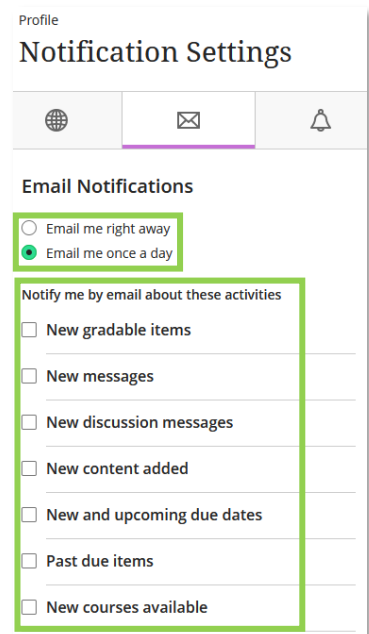 Profile
Notification Settings
Email Notifications
Email me right away
Email me once a day
Notify me by email about these activities
New gradable items
New messages
New discussion messages
New content added
New and upcoming due dates
Past due items
New courses available